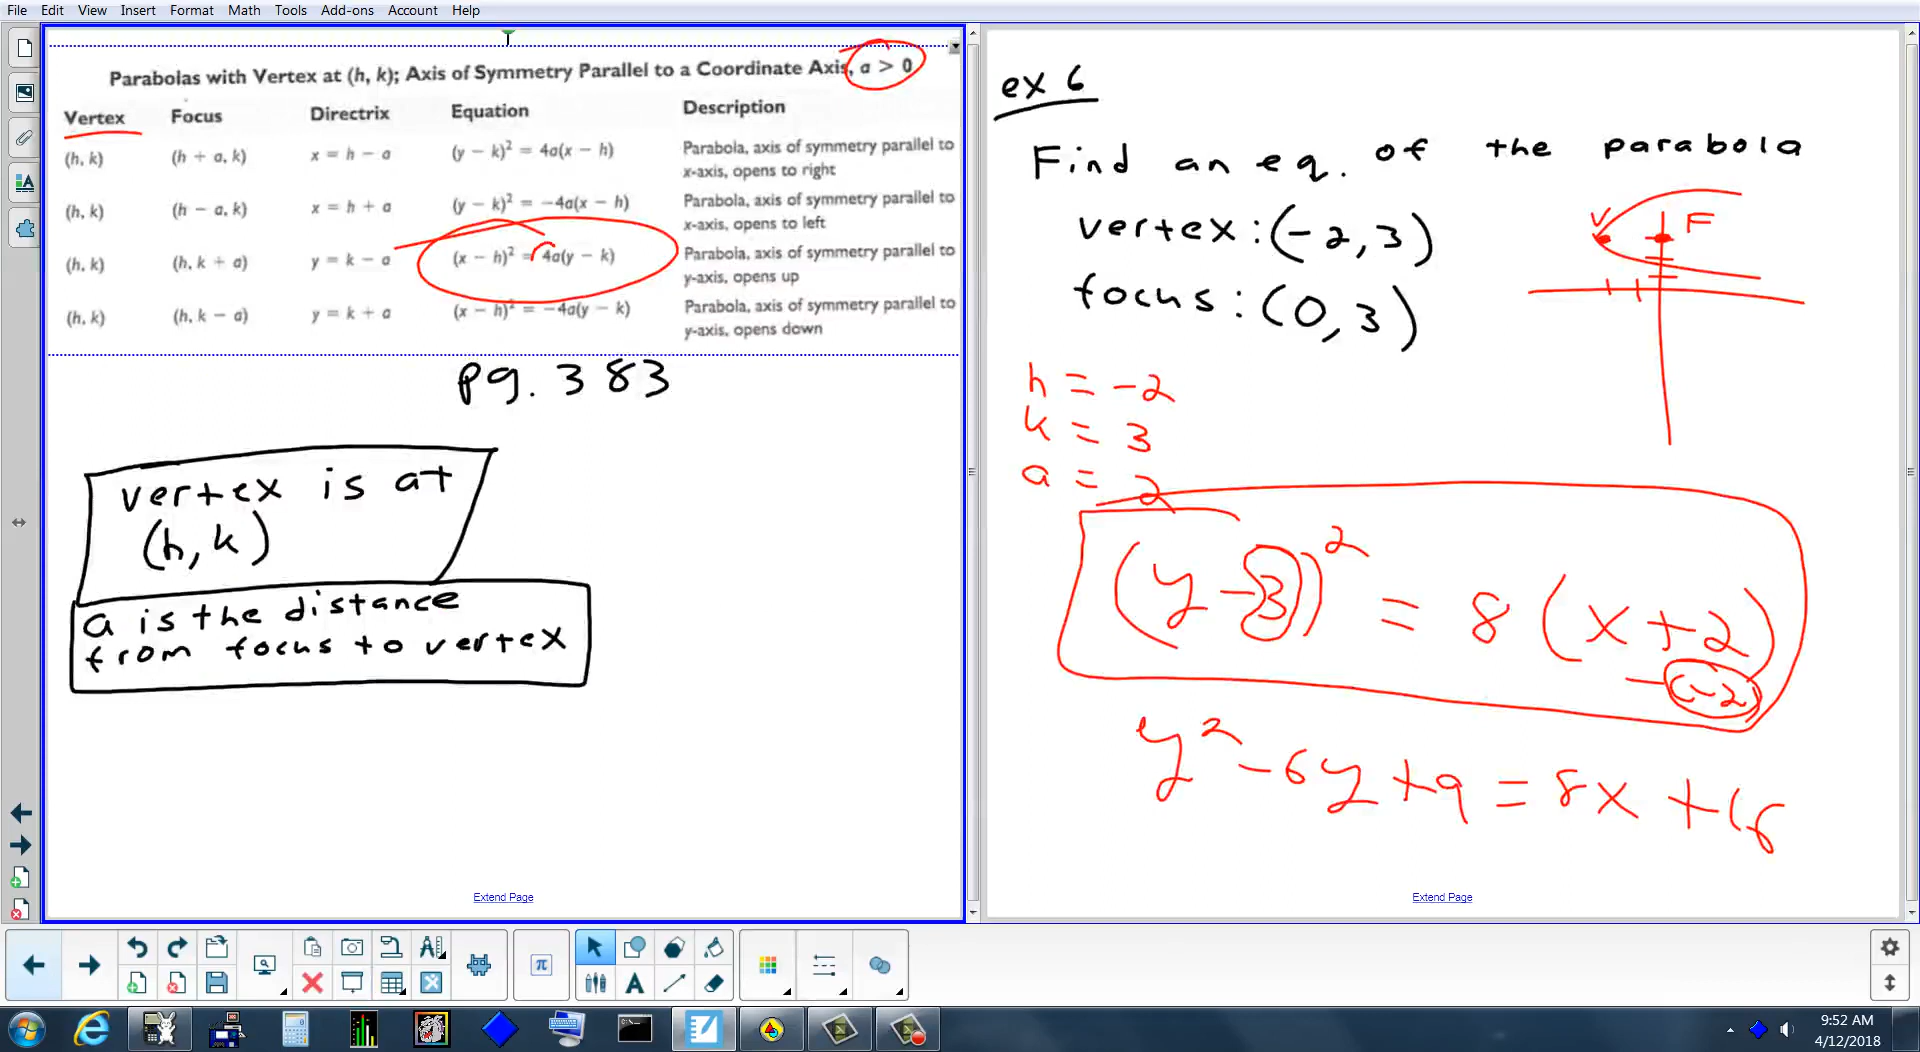 File Edit View Insert Format Math Tools Add-ons Account Help
Parabolas with Vertex at (h, k); Axis of Symmetry Parallel to a Coordinate Axis, a > 0
Vertex Focus Directrix Equation Description
(h, k) (h + a, k) x = h − a (y − k)² = 4a(x − h) Parabola, axis of symmetry parallel to
x-axis, opens to right
(h, k) (h − a, k) x = h + a (y − k)² = −4a(x − h) Parabola, axis of symmetry parallel to
x-axis, opens to left
(h, k) (h, k + a) y = k − a (x − h)² = 4a(y − k) Parabola, axis of symmetry parallel to
y-axis, opens up
(h, k) (h, k − a) y = k + a (x − h)² = −4a(y − k) Parabola, axis of symmetry parallel to
y-axis, opens down
pg. 383
vertex is at
(h, k)
a is the distance
from focus to vertex
Extend Page
ex 6
Find an eq. of the parabola
vertex: (-2, 3)
focus: (0, 3)
V F
h = -2
k = 3
a = 2
(y - 3)² = 8(x + 2)
- (-2)
y² - 6y + 9 = 8x + 16
Extend Page
9:52 AM
4/12/2018